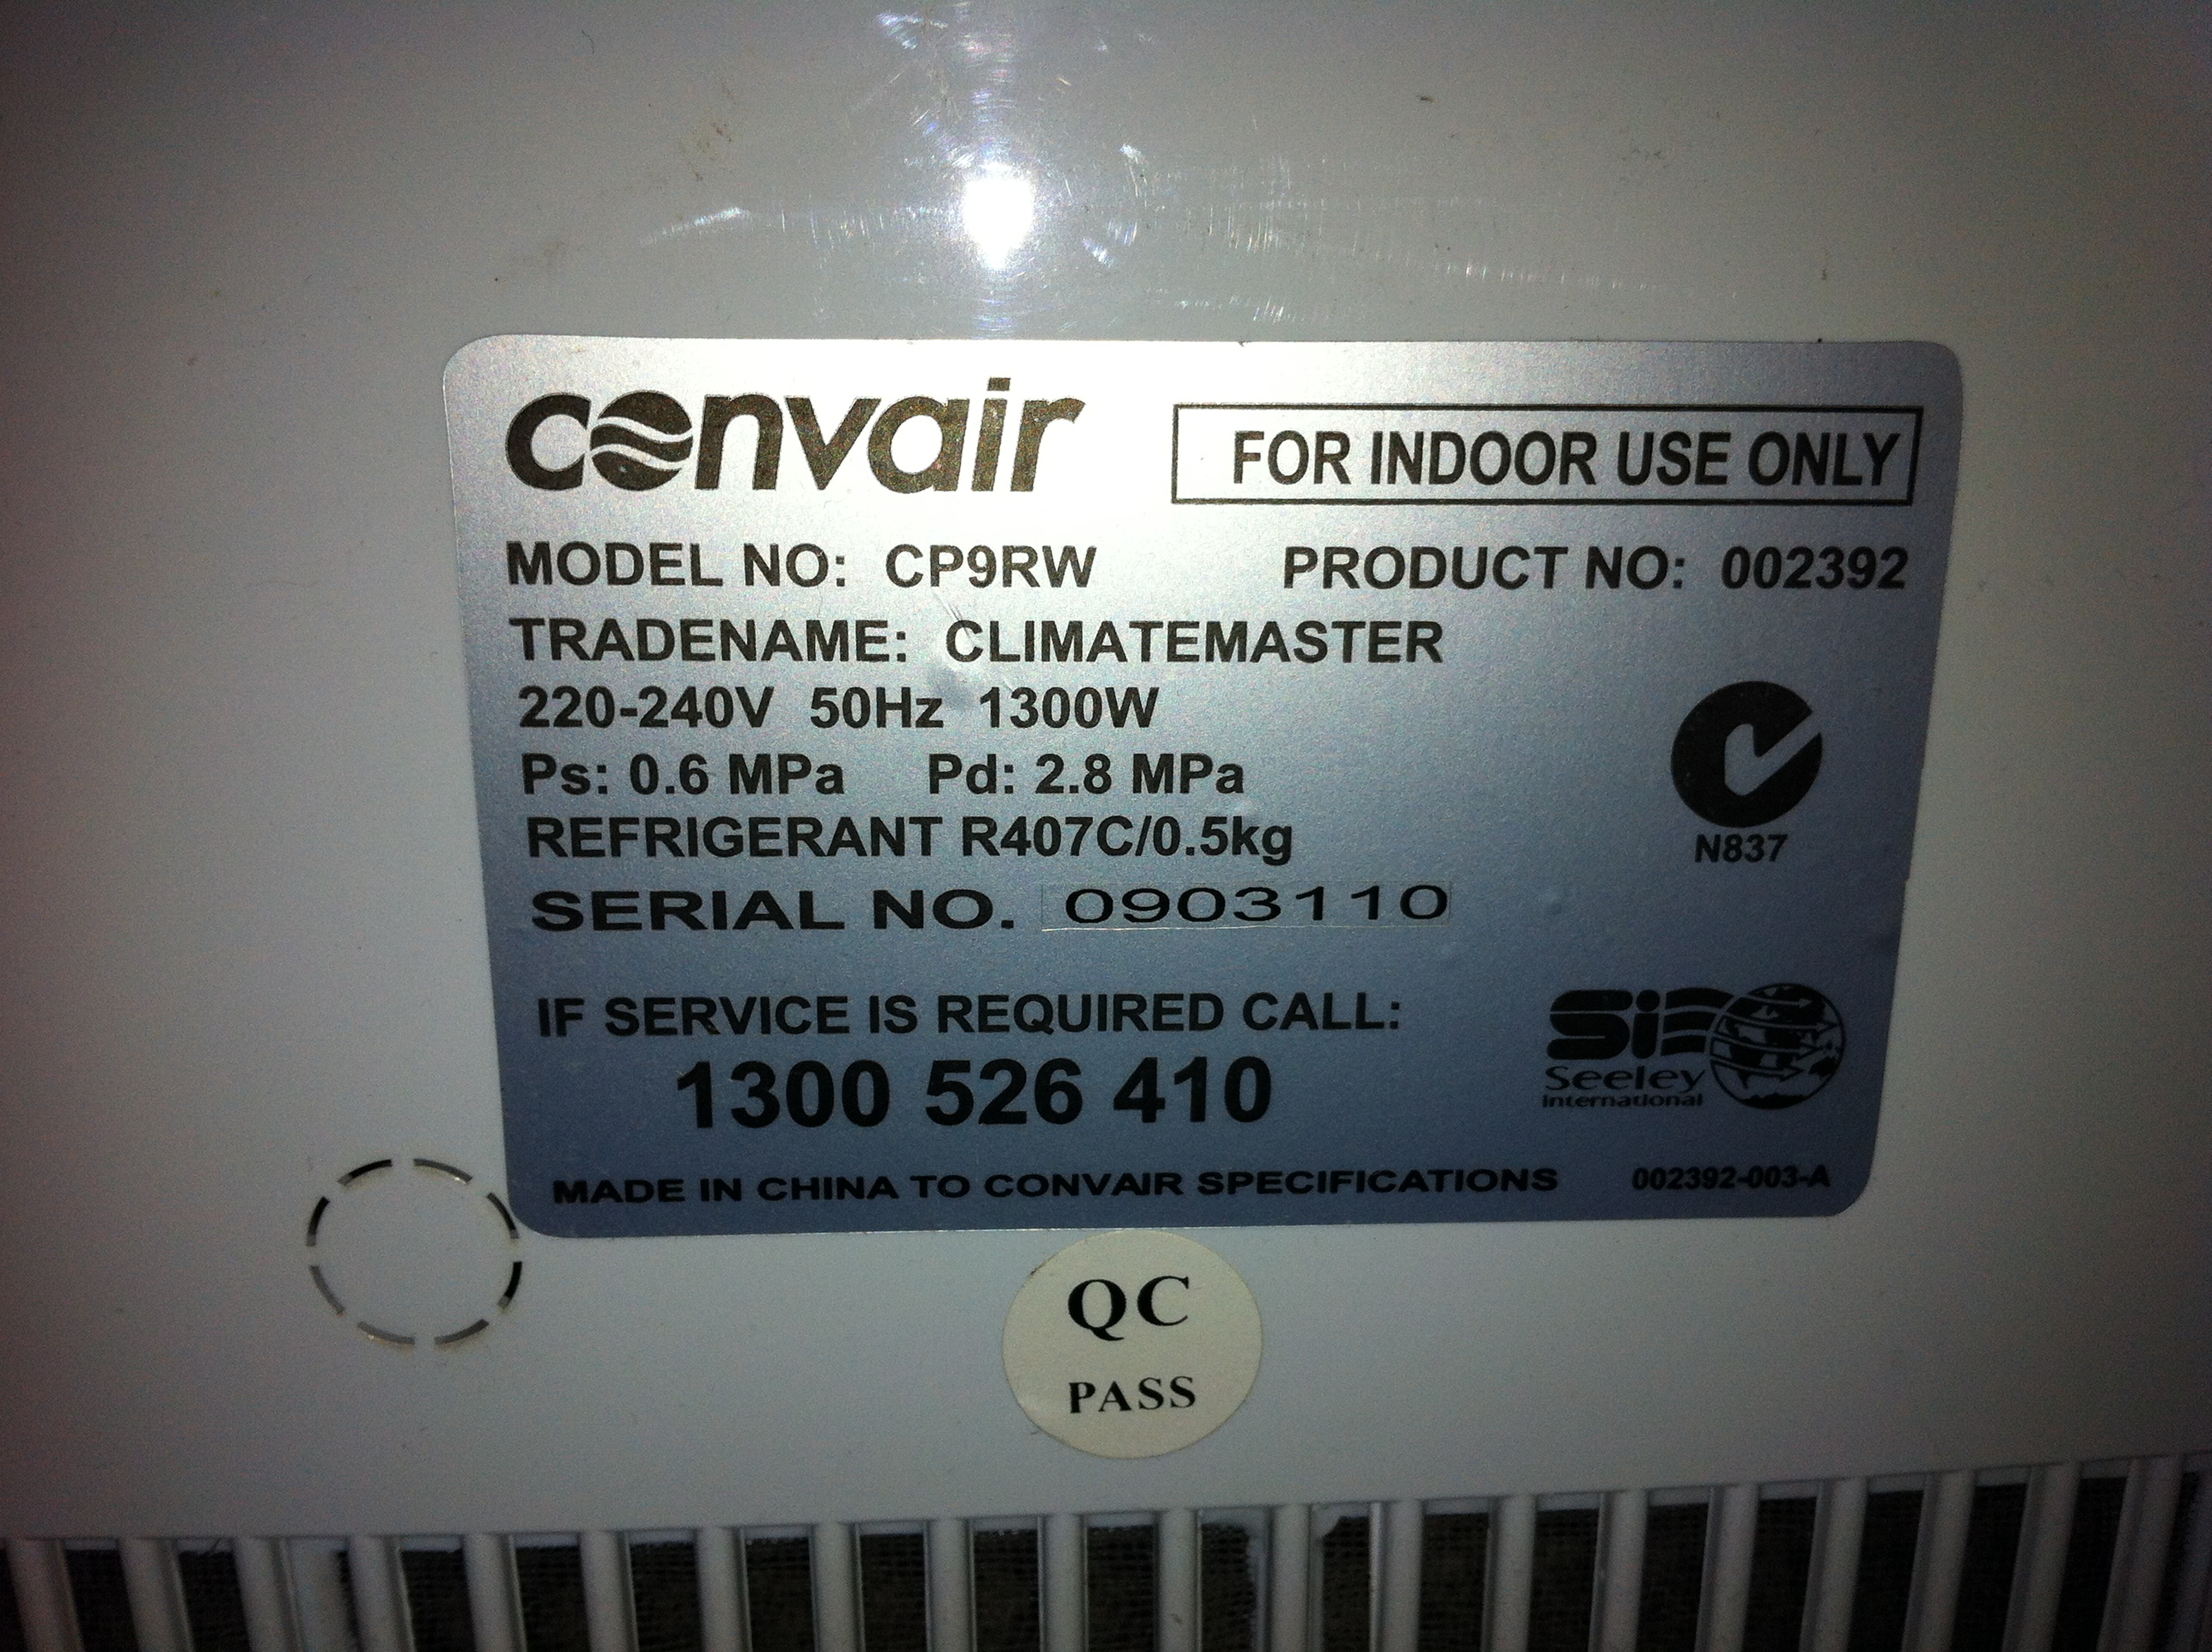 convair
FOR INDOOR USE ONLY
MODEL NO: CP9RW PRODUCT NO: 002392
TRADENAME: CLIMATEMASTER
220-240V 50Hz 1300W
Ps: 0.6 MPa Pd: 2.8 MPa
REFRIGERANT R407C/0.5kg
N837
SERIAL NO. 0903110
IF SERVICE IS REQUIRED CALL:
1300 526 410
Si
Seeley
International
MADE IN CHINA TO CONVAIR SPECIFICATIONS 002392-003-A
QC
PASS